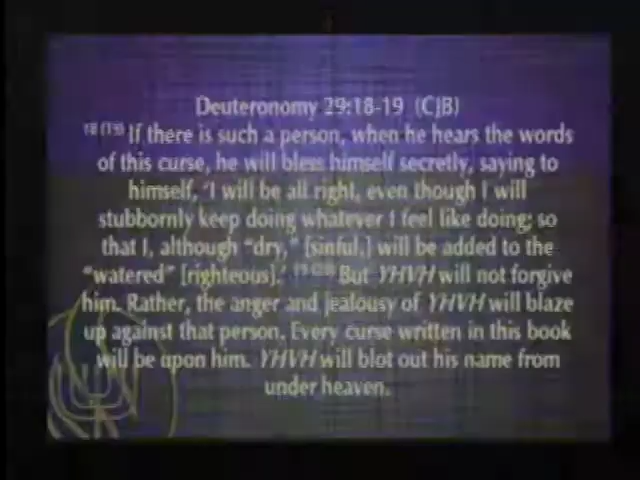 Deuteronomy 29:18-19 (CJB)
18 (19) If there is such a person, when he hears the words
of this curse, he will bless himself secretly, saying to
himself, 'I will be all right, even though I will
stubbornly keep doing whatever I feel like doing; so
that I, although "dry," [sinful,] will be added to the
"watered" [righteous].' But YHVH will not forgive
him. Rather, the anger and jealousy of YHVH will blaze
up against that person. Every curse written in this book
will be upon him. YHVH will blot out his name from
under heaven.